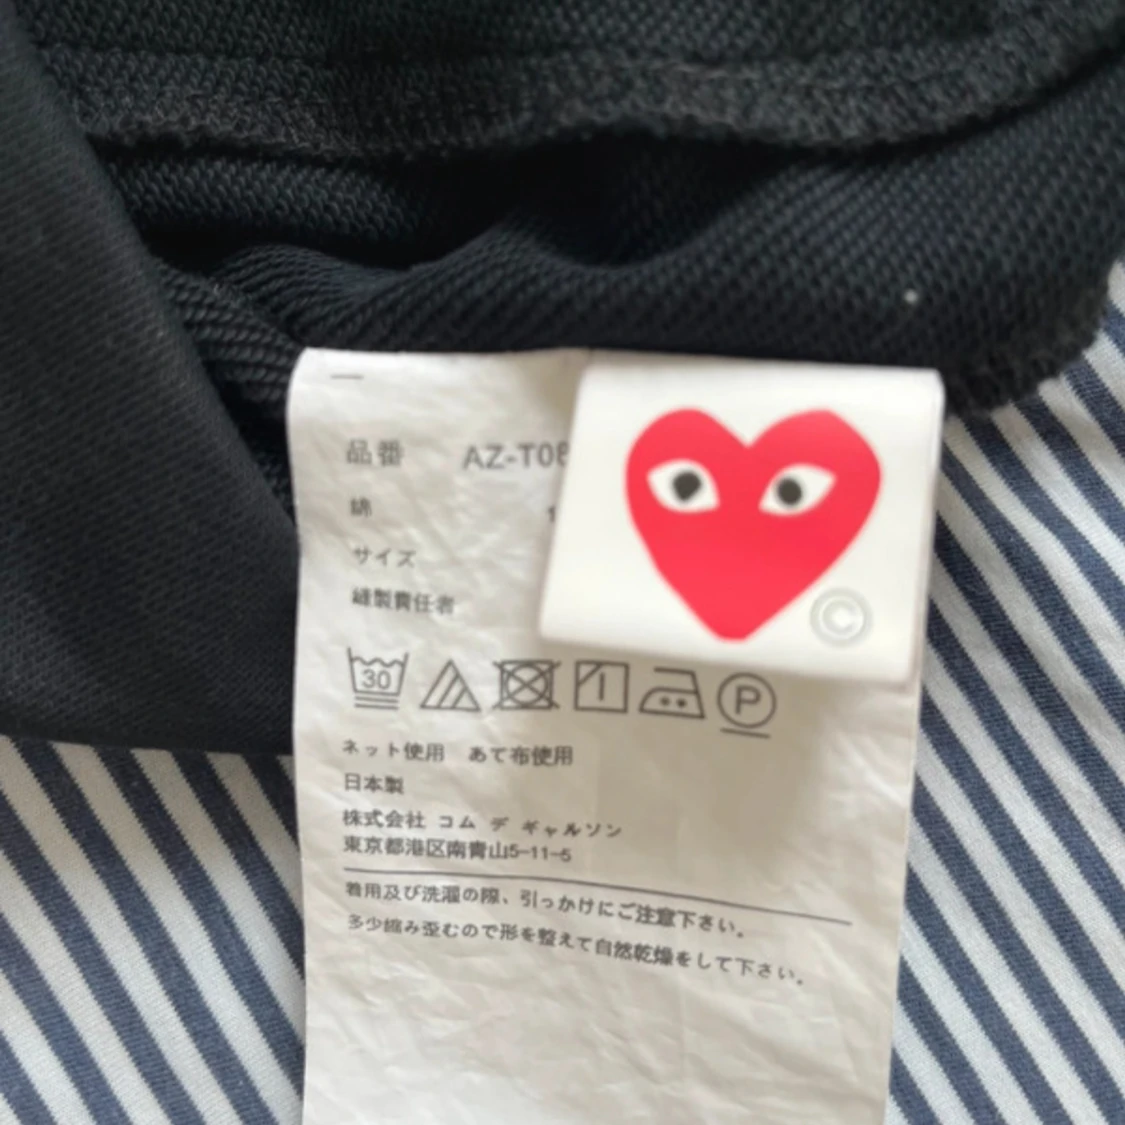 品番 AZ-T0
綿
サイズ
縫製責任者
30 P
ネット使用 あて布使用
日本製
株式会社 コム デ ギャルソン
東京都港区南青山5-11-5
着用及び洗濯の際、引っかけにご注意下さい。
多少縮み歪むので形を整えて自然乾燥をして下さい。
©